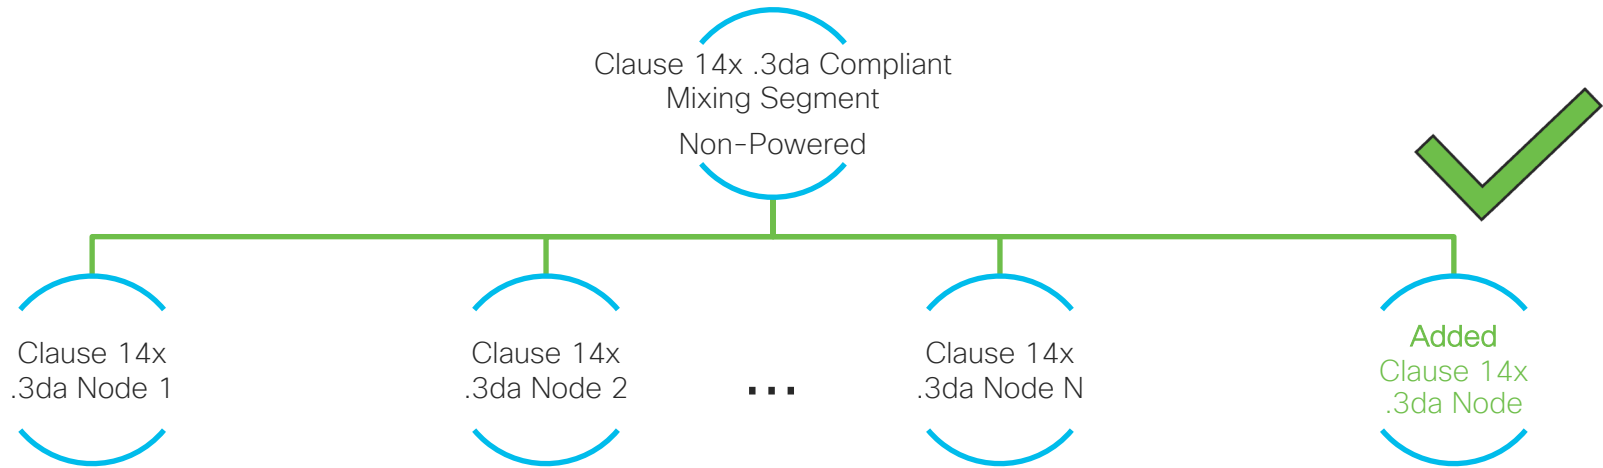 Clause 14x .3da Compliant
Mixing Segment
Non-Powered
Clause 14x
.3da Node 1
Clause 14x
.3da Node 2
...
Clause 14x
.3da Node N
Added
Clause 14x
.3da Node